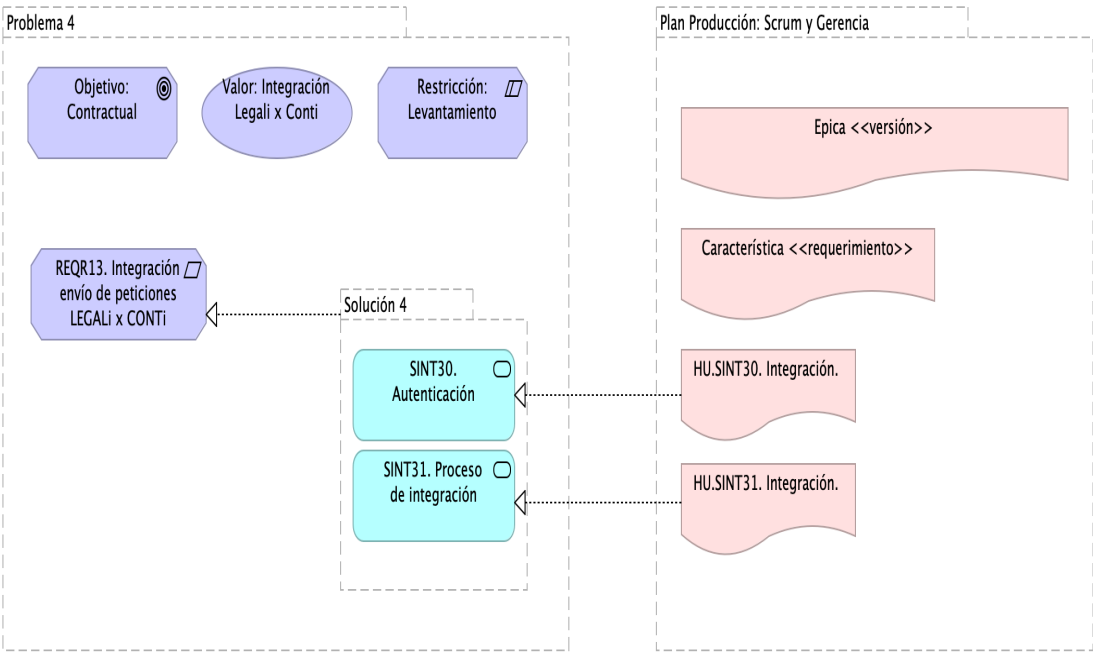 Problema 4
Objetivo:
Contractual
Valor: Integración
Legali x Conti
Restricción:
Levantamiento
REQR13. Integración
envío de peticiones
LEGALi x CONTi
Solución 4
SINT30.
Autenticación
SINT31. Proceso
de integración
Plan Producción: Scrum y Gerencia
Epica <<versión>>
Característica <<requerimiento>>
HU.SINT30. Integración.
HU.SINT31. Integración.